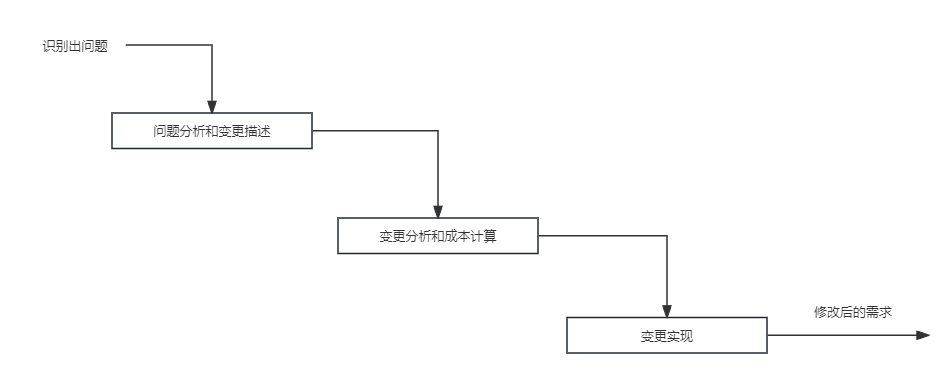 识别出问题
问题分析和变更描述
变更分析和成本计算
修改后的需求
变更实现